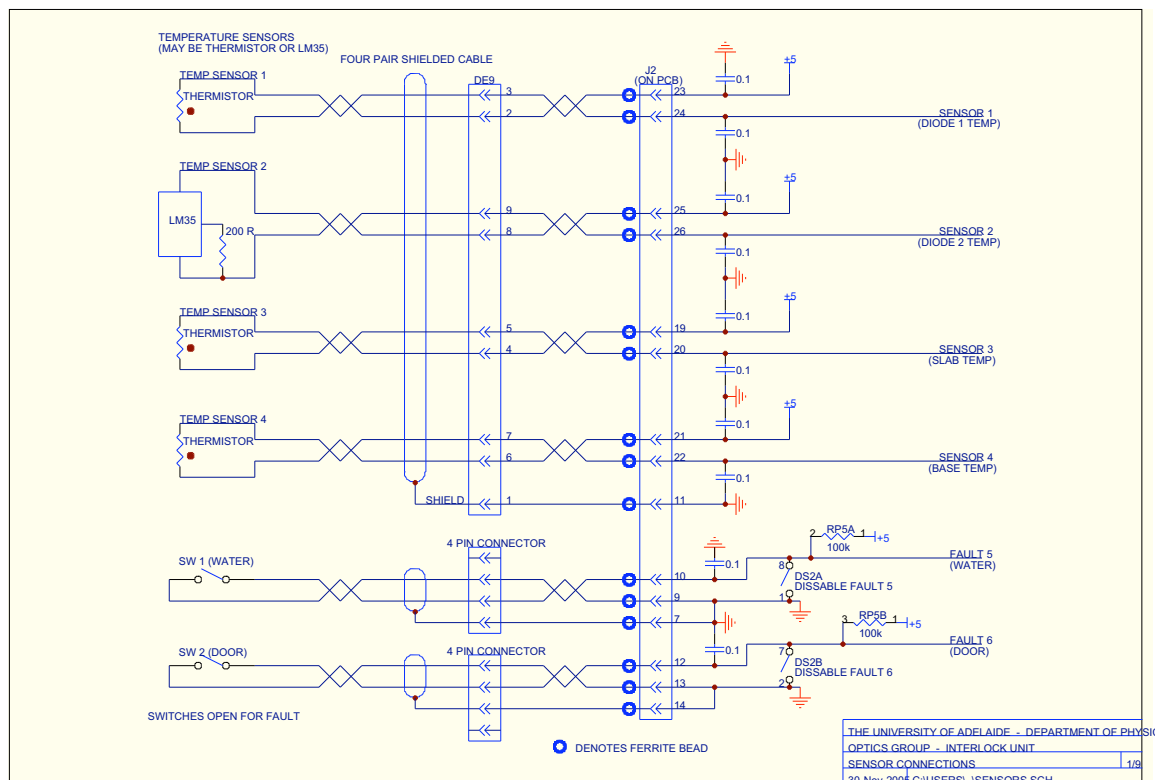 TEMPERATURE SENSORS
(MAY BE THERMISTOR OR LM35)
FOUR PAIR SHIELDED CABLE
TEMP SENSOR 1
THERMISTOR
DE9
J2
(ON PCB)
3
2
23
24
0.1
+5
0.1
SENSOR 1
(DIODE 1 TEMP)
TEMP SENSOR 2
LM35
200 R
9
8
25
26
0.1
+5
0.1
SENSOR 2
(DIODE 2 TEMP)
TEMP SENSOR 3
THERMISTOR
5
4
19
20
0.1
+5
0.1
SENSOR 3
(SLAB TEMP)
TEMP SENSOR 4
THERMISTOR
7
6
21
22
0.1
+5
0.1
SENSOR 4
(BASE TEMP)
SHIELD
1
11
4 PIN CONNECTOR
SW 1 (WATER)
10
9
7
0.1
2
RP5A
1
+5
100k
8
DS2A
DISSABLE FAULT 5
1
FAULT 5
(WATER)
4 PIN CONNECTOR
SW 2 (DOOR)
12
13
14
0.1
3
RP5B
1
+5
100k
7
DS2B
DISSABLE FAULT 6
2
FAULT 6
(DOOR)
SWITCHES OPEN FOR FAULT
DENOTES FERRITE BEAD
THE UNIVERSITY OF ADELAIDE - DEPARTMENT OF PHYSIC
OPTICS GROUP - INTERLOCK UNIT
SENSOR CONNECTIONS
1/9
30 Nov 2005